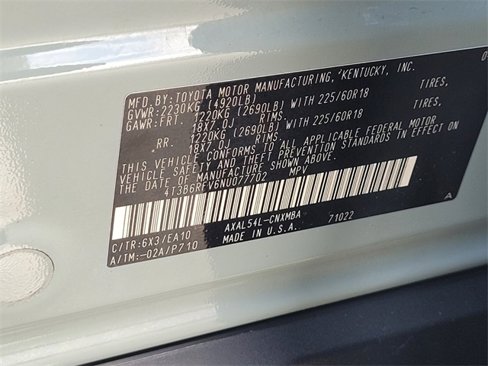 MFD.BY:TOYOTA MOTOR MANUFACTURING, KENTUCKY, INC.
GVWR:2230KG (4920LB)
GAWR:FRT. 1220KG (2690LB) WITH 225/60R18 TIRES,
18X7.0J RIMS.
RR. 1220KG (2690LB) WITH 225/60R18 TIRES,
18X7.0J RIMS.
THIS VEHICLE CONFORMS TO ALL APPLICABLE FEDERAL MOTOR
VEHICLE SAFETY STANDARDS IN EFFECT ON
THE DATE OF MANUFACTURE SHOWN ABOVE.
4T3B6RFV6NU077702 MPV
A
C/TR:6X3/EA10 AXAL54L-CNXMBA 71022
A/TM:-02A/P710 MADE IN U.S.A.